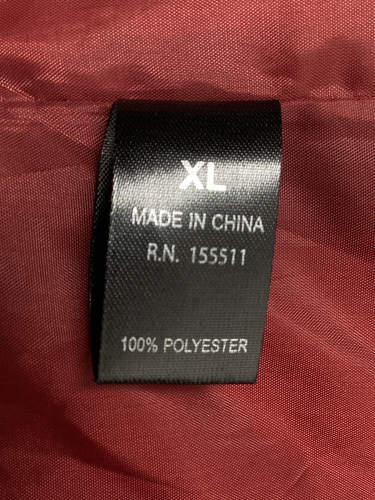 XL
MADE IN CHINA
R.N. 155511
100% POLYESTER